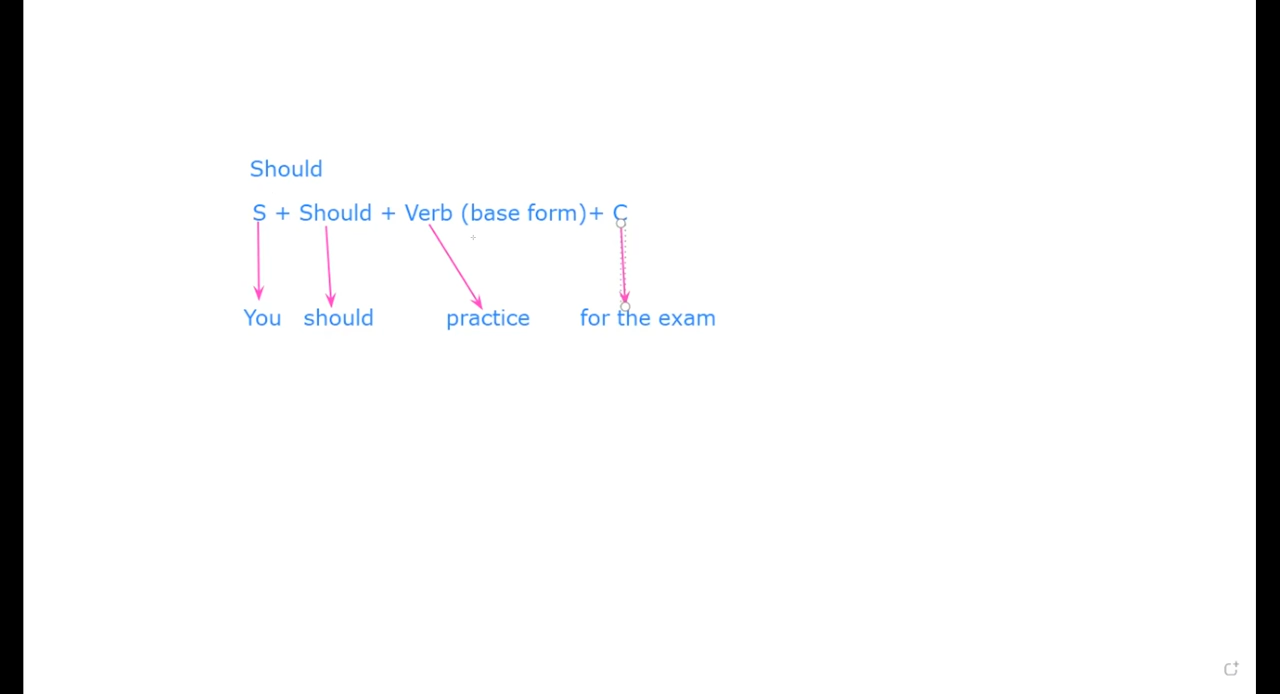 Should
S + Should + Verb (base form)+ C
You should practice for the exam